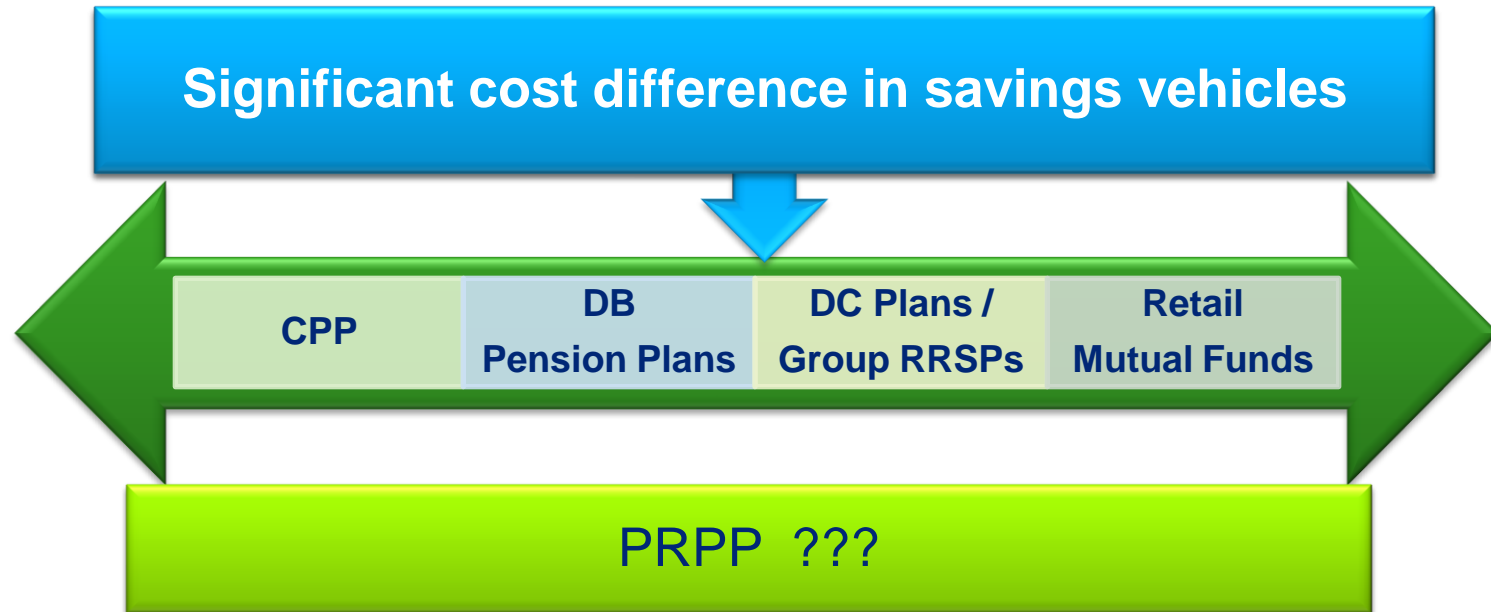 Significant cost difference in savings vehicles
CPP
DB
Pension Plans
DC Plans /
Group RRSPs
Retail
Mutual Funds
PRPP ???